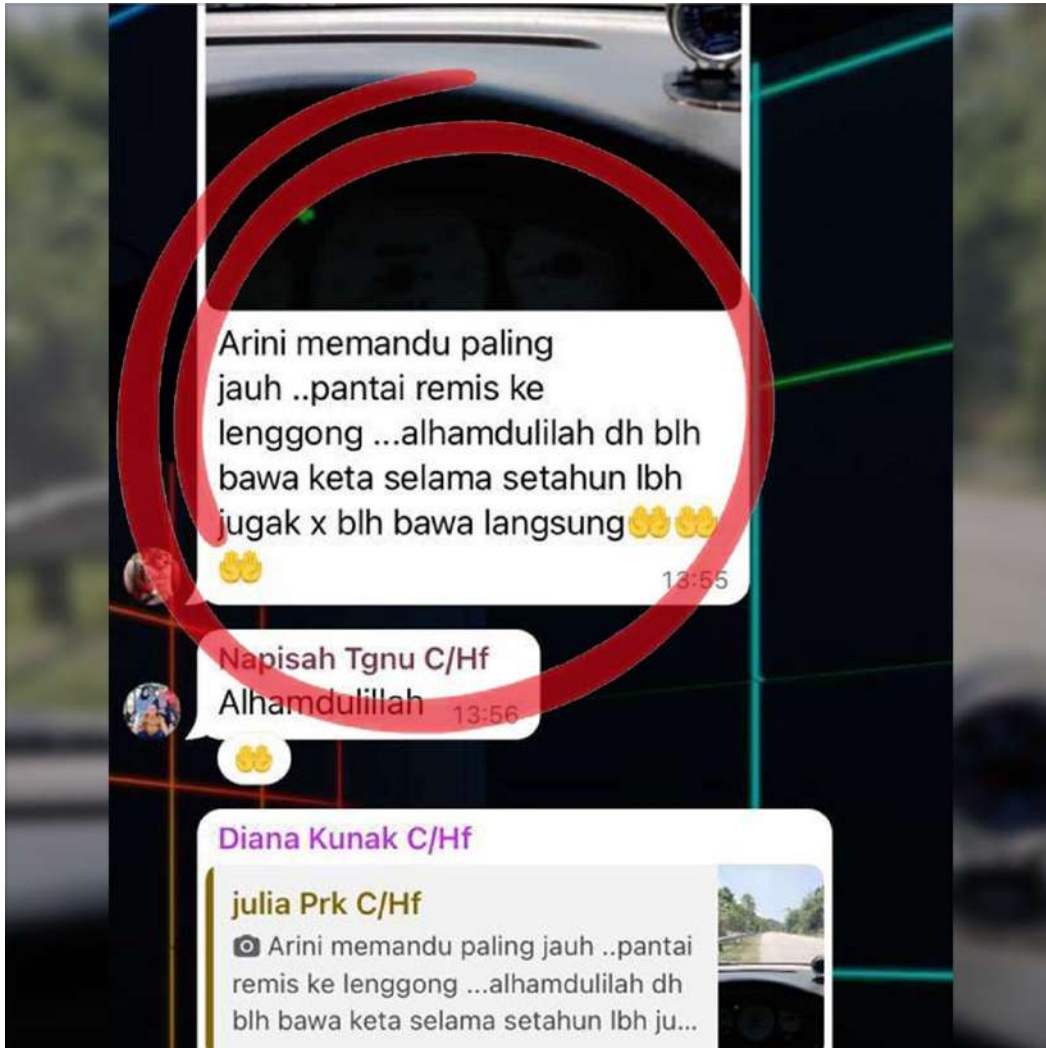 Arini memandu paling
jauh ..pantai remis ke
lenggong ...alhamdulilah dh blh
bawa keta selama setahun lbh
jugak x blh bawa langsung🤲🤲
🤲
13:55
Napisah Tgnu C/Hf
Alhamdulillah 13:56
🤲
Diana Kunak C/Hf
julia Prk C/Hf
📷 Arini memandu paling jauh ..pantai
remis ke lenggong ...alhamdulilah dh
blh bawa keta selama setahun lbh ju...